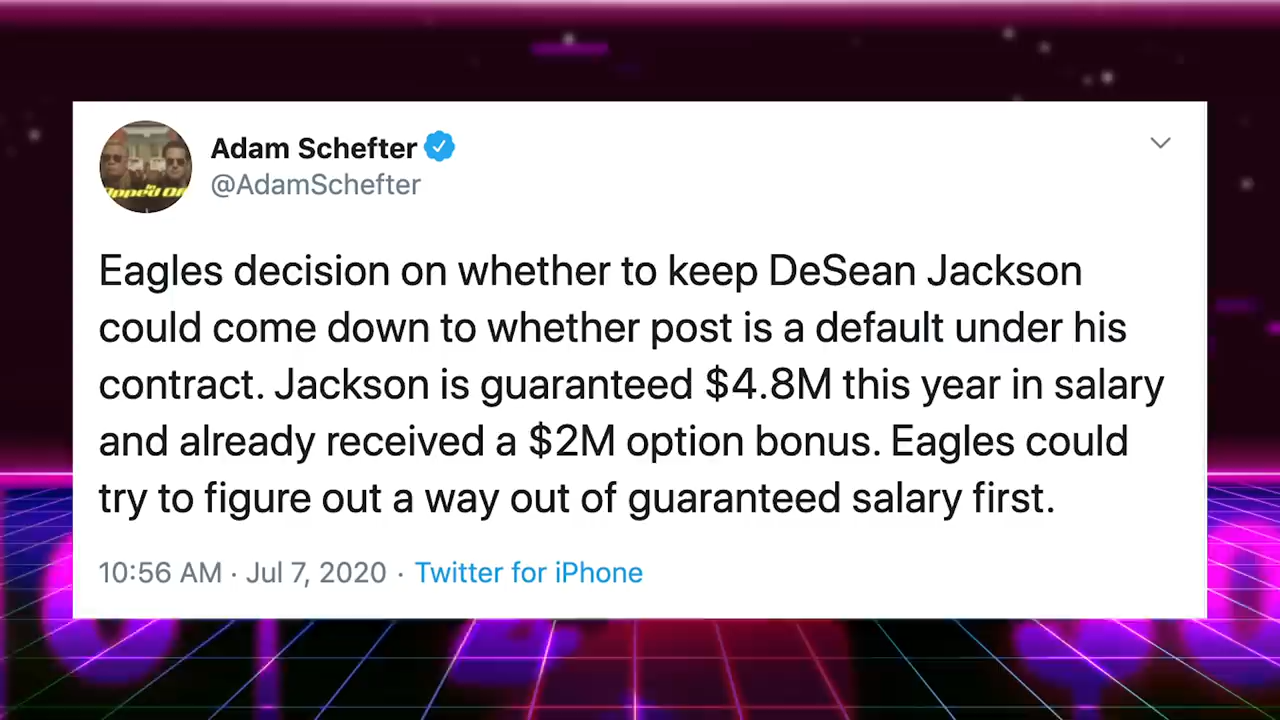 Adam Schefter
@AdamSchefter
Eagles decision on whether to keep DeSean Jackson
could come down to whether post is a default under his
contract. Jackson is guaranteed $4.8M this year in salary
and already received a $2M option bonus. Eagles could
try to figure out a way out of guaranteed salary first.
10:56 AM · Jul 7, 2020 · Twitter for iPhone